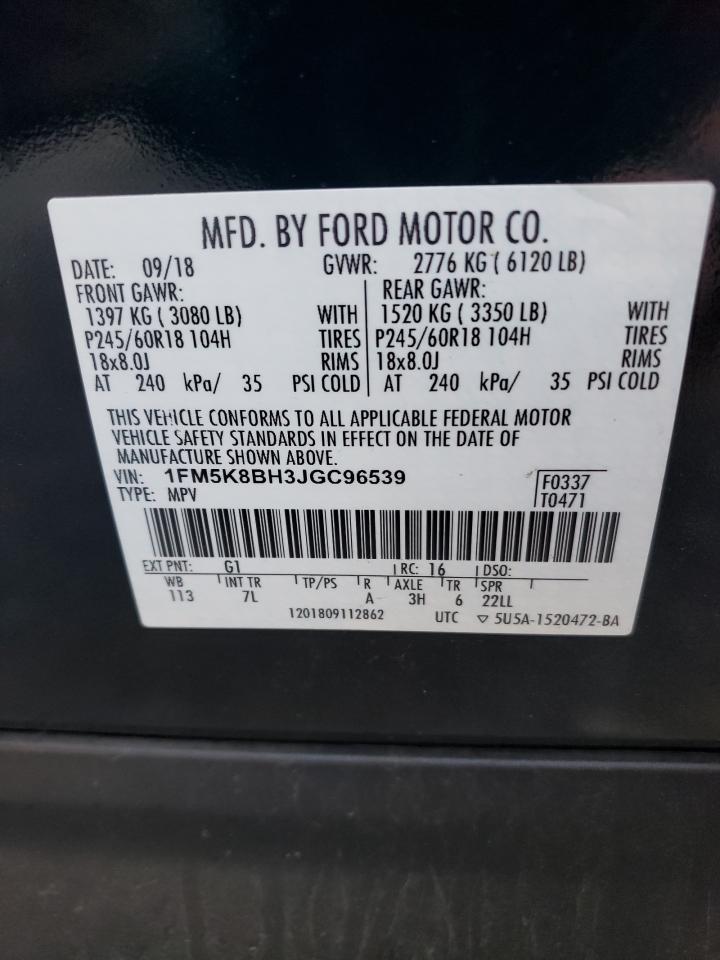 MFD. BY FORD MOTOR CO.
DATE: 09/18 GVWR: 2776 KG ( 6120 LB)
FRONT GAWR: REAR GAWR:
1397 KG ( 3080 LB) WITH 1520 KG ( 3350 LB) WITH
P245/60R18 104H TIRES P245/60R18 104H TIRES
18x8.0J RIMS 18x8.0J RIMS
AT 240 kPa/ 35 PSI COLD AT 240 kPa/ 35 PSI COLD
THIS VEHICLE CONFORMS TO ALL APPLICABLE FEDERAL MOTOR
VEHICLE SAFETY STANDARDS IN EFFECT ON THE DATE OF
MANUFACTURE SHOWN ABOVE.
VIN: 1FM5K8BH3JGC96539 F0337
TYPE: MPV T0471
EXT PNT: G1 RC: 16 DSO:
WB INT TR TP/PS R AXLE TR SPR
113 7L A 3H 6 22LL
1201809112862 UTC ▽ 5U5A-1520472-BA